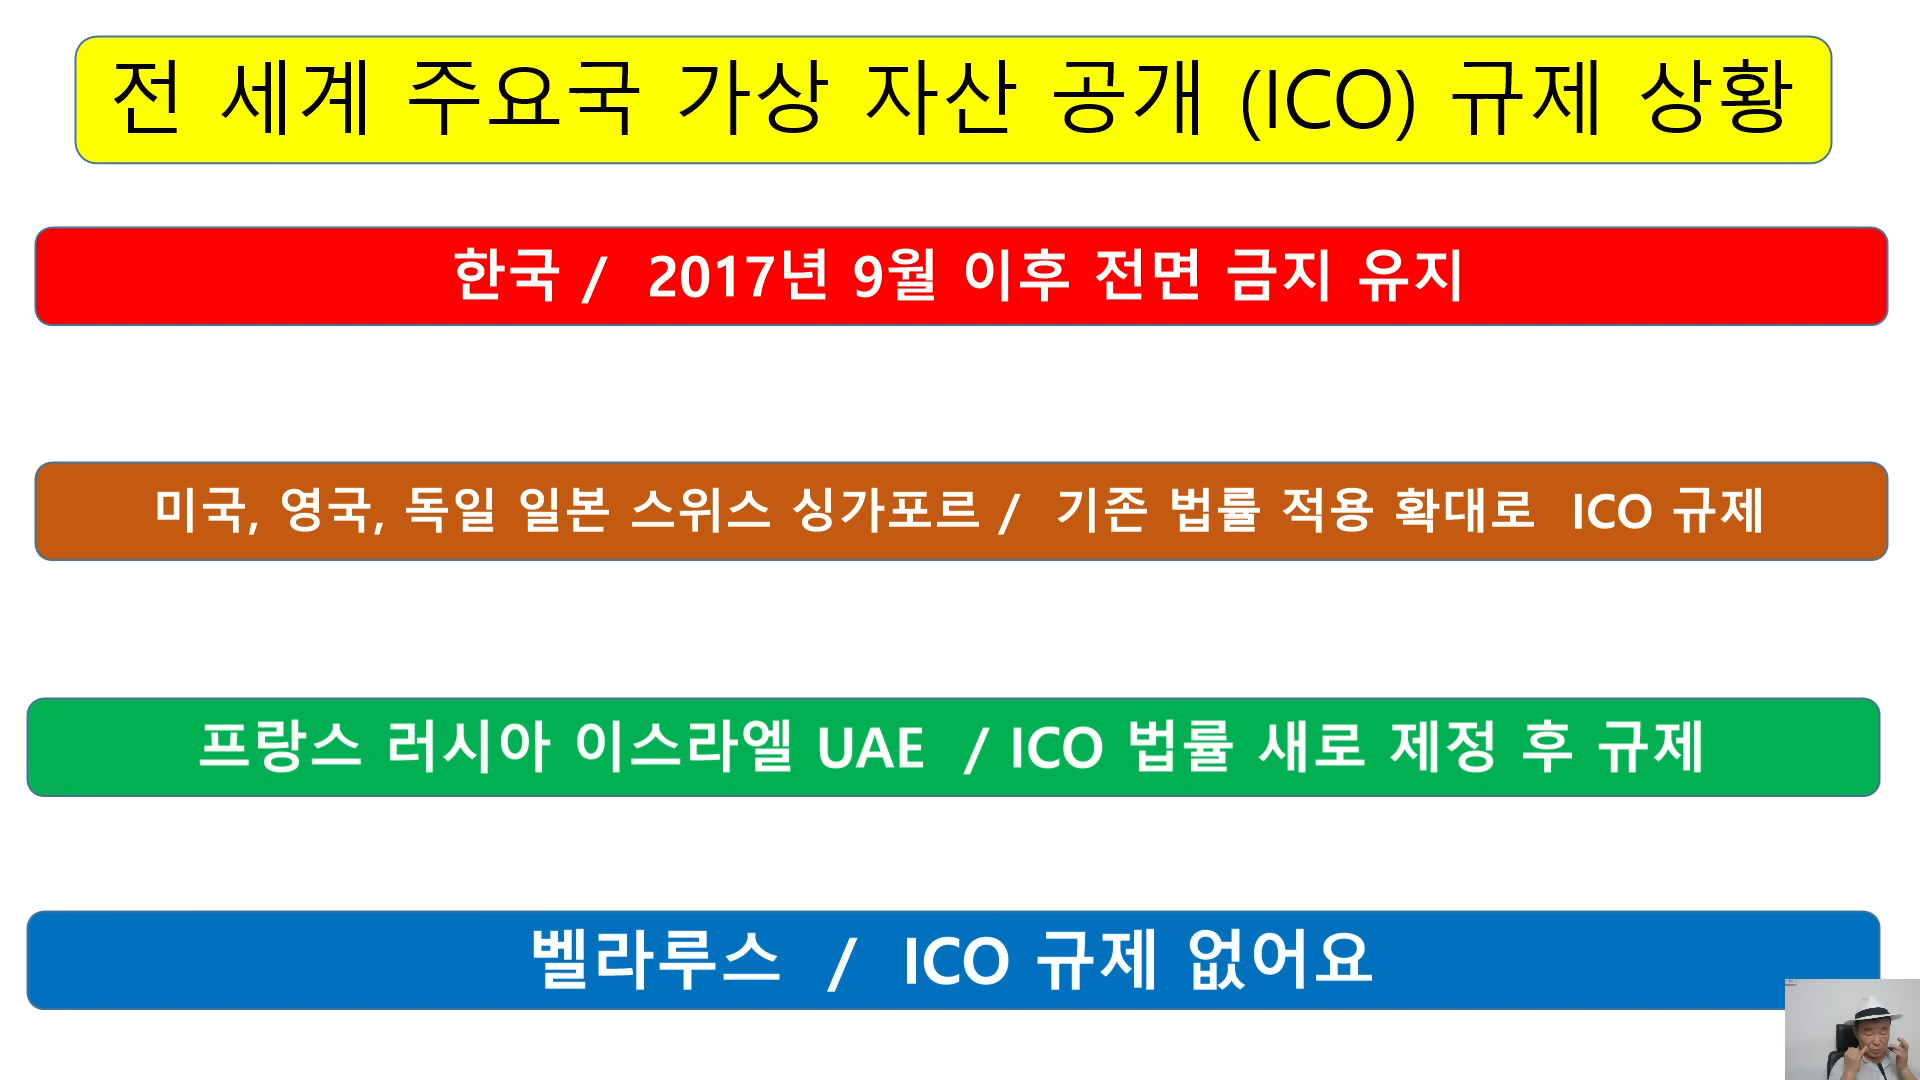 전 세계 주요국 가상 자산 공개 (ICO) 규제 상황
한국 / 2017년 9월 이후 전면 금지 유지
미국, 영국, 독일 일본 스위스 싱가포르 / 기존 법률 적용 확대로 ICO 규제
프랑스 러시아 이스라엘 UAE / ICO 법률 새로 제정 후 규제
벨라루스 / ICO 규제 없어요